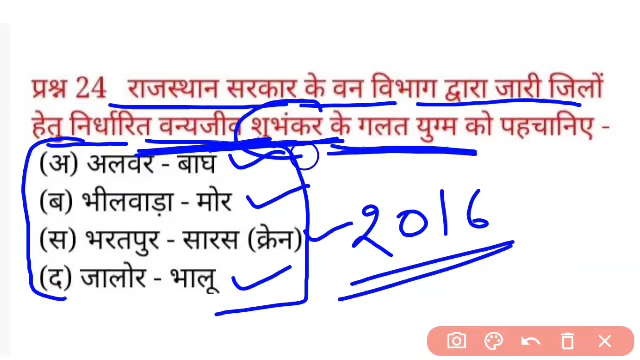 प्रश्न 24 राजस्थान सरकार के वन विभाग द्वारा जारी जिलों
हेतु निर्धारित वन्यजीव शुभंकर के गलत युग्म को पहचानिए -
(अ) अलवर - बाघ
(ब) भीलवाड़ा - मोर
(स) भरतपुर - सारस (क्रेन)
(द) जालोर - भालू
2016